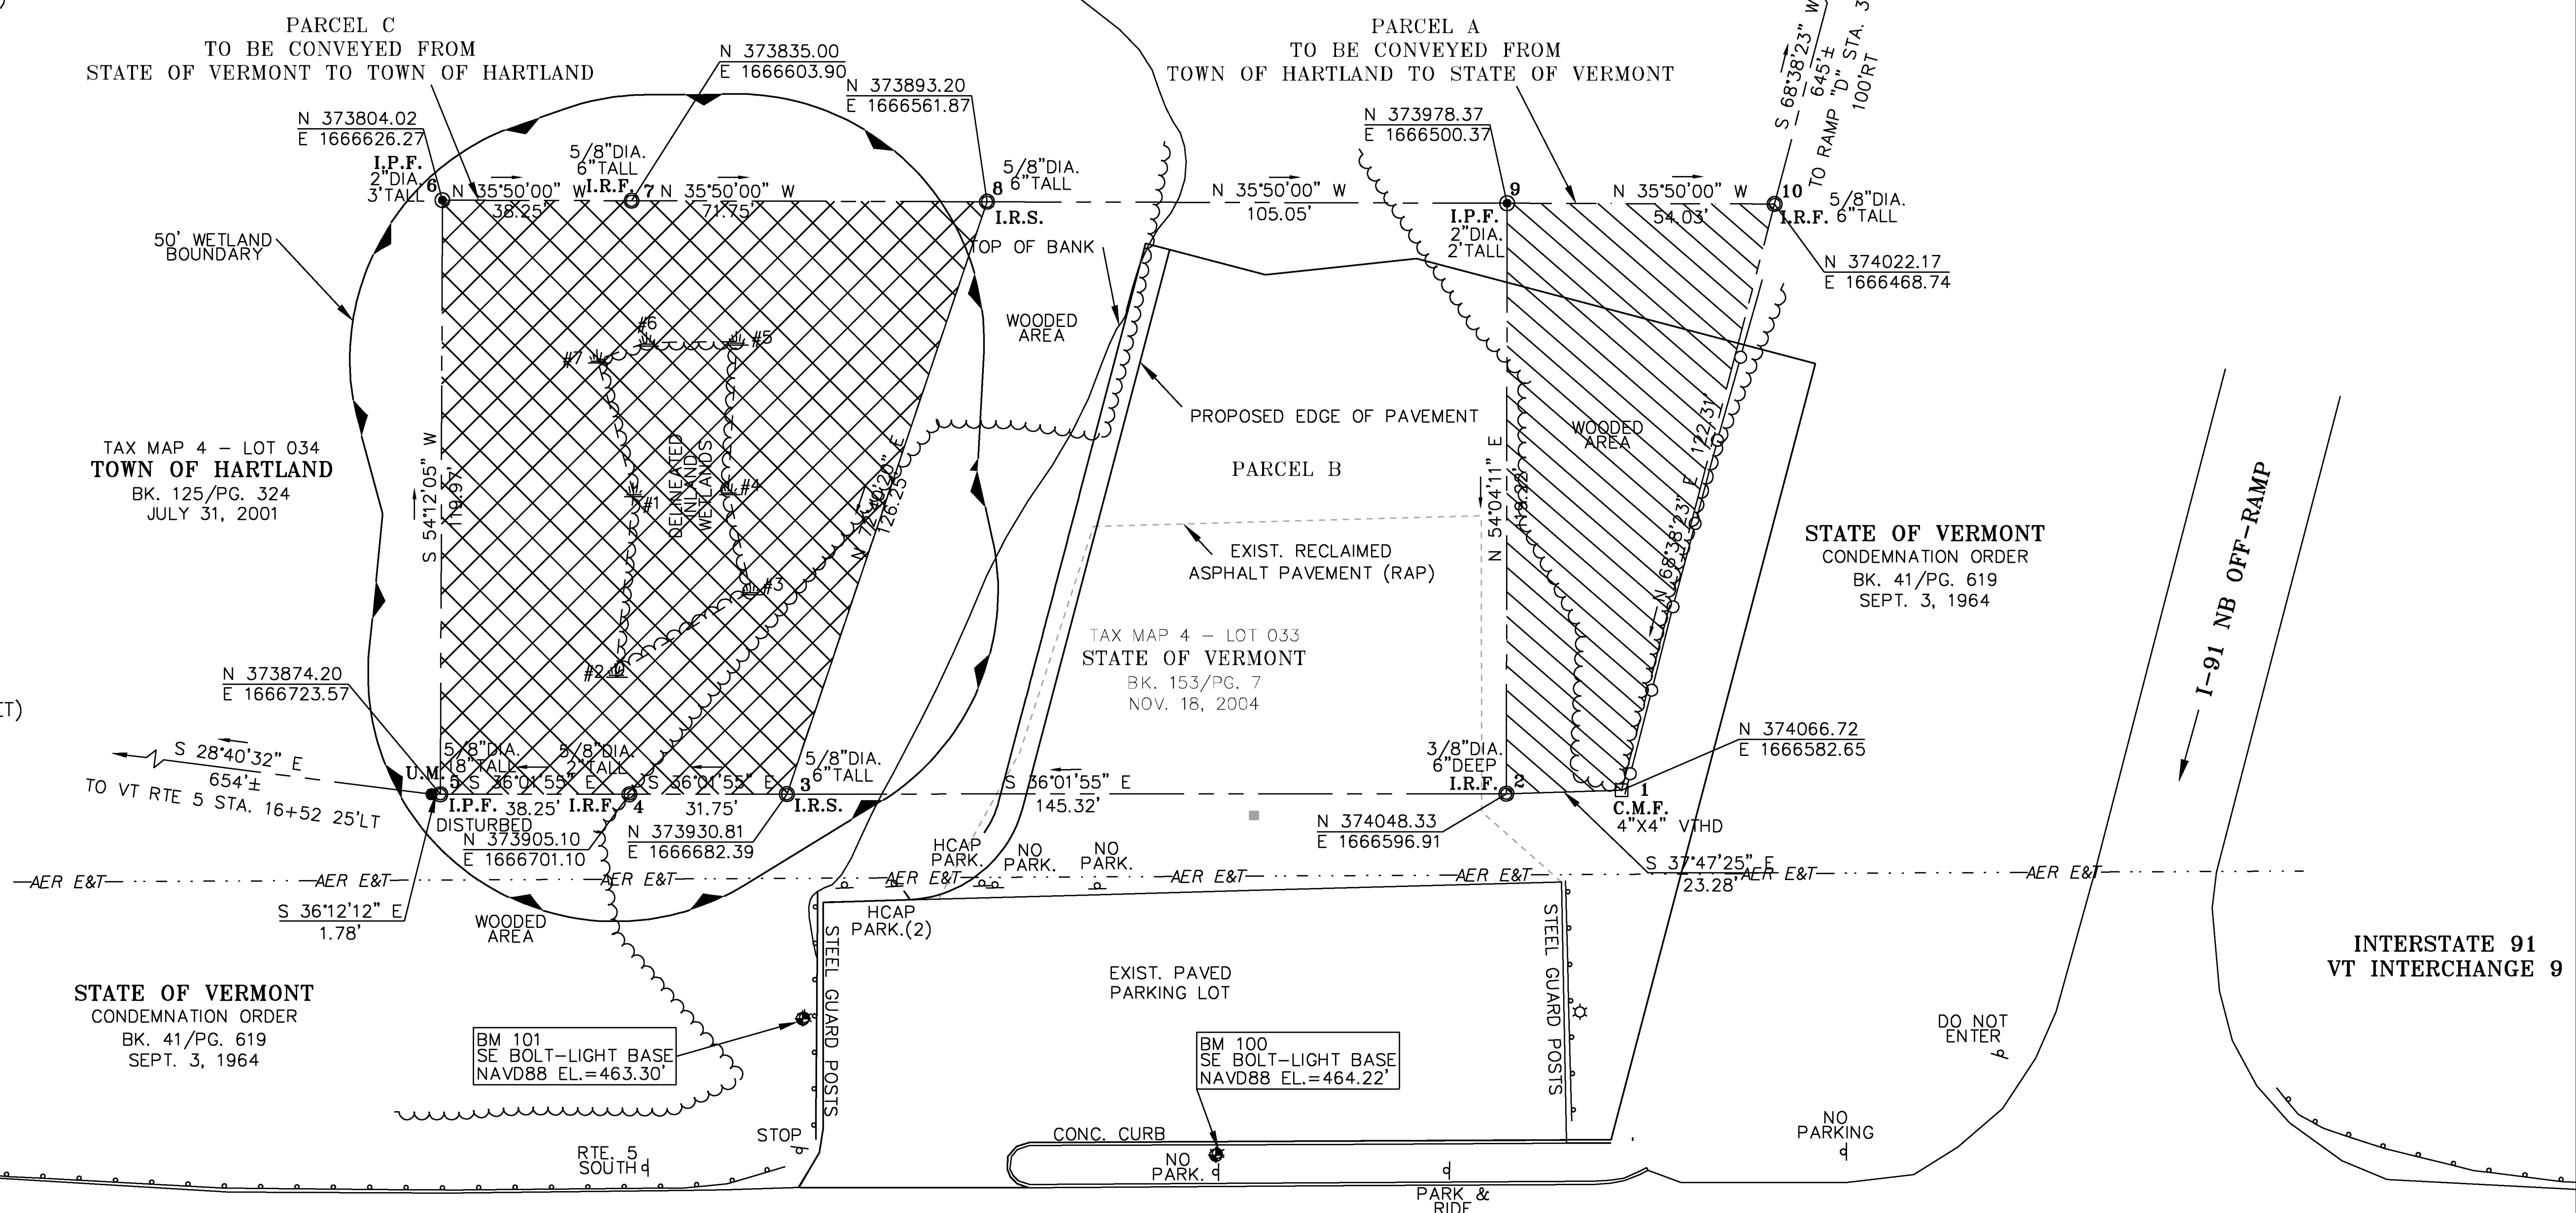 PARCEL C
TO BE CONVEYED FROM
STATE OF VERMONT TO TOWN OF HARTLAND
N 373835.00
E 1666603.90
N 373893.20
E 1666561.87
PARCEL A
TO BE CONVEYED FROM
TOWN OF HARTLAND TO STATE OF VERMONT
S 68°38'23" W
645'±
TO RAMP "D" STA. 3
100'RT
N 373804.02
E 1666626.27
N 373978.37
E 1666500.37
I.P.F.
2"DIA.
3'TALL
6
5/8"DIA.
6"TALL
I.R.F.
7
N 35°50'00" W
38.25'
N 35°50'00" W
71.75'
8
5/8"DIA.
6"TALL
I.R.S.
N 35°50'00" W
105.05'
9
I.P.F.
2"DIA.
2'TALL
N 35°50'00" W
54.03'
10
I.R.F.
5/8"DIA.
6"TALL
N 374022.17
E 1666468.74
50' WETLAND
BOUNDARY
TOP OF BANK
WOODED
AREA
#6
#5
#7
PROPOSED EDGE OF PAVEMENT
PARCEL B
WOODED
AREA
TAX MAP 4 – LOT 034
TOWN OF HARTLAND
BK. 125/PG. 324
JULY 31, 2001
S 54°12'05" W
119.97'
DELINEATED
INLAND
WETLANDS
#1
#4
#3
#2
N 72°40'20" E
126.25'
N 54°04'11" E
N 68°38'23" E
122.31'
EXIST. RECLAIMED
ASPHALT PAVEMENT (RAP)
STATE OF VERMONT
CONDEMNATION ORDER
BK. 41/PG. 619
SEPT. 3, 1964
I–91 NB OFF–RAMP
TAX MAP 4 – LOT 033
STATE OF VERMONT
BK. 153/PG. 7
NOV. 18, 2004
N 373874.20
E 1666723.57
ET)
S 28°40'32" E
654'±
TO VT RTE 5 STA. 16+52 25'LT
U.M.
5/8"DIA.
18"TALL
5
I.P.F.
DISTURBED
S 36°01'55" E
38.25'
5/8"DIA.
2"TALL
I.R.F.
4
S 36°01'55" E
31.75'
3
5/8"DIA.
6"TALL
I.R.S.
S 36°01'55" E
145.32'
3/8"DIA.
6"DEEP
I.R.F.
2
N 374066.72
E 1666582.65
1
C.M.F.
4"X4" VTHD
N 373905.10
E 1666701.10
N 373930.81
E 1666682.39
N 374048.33
E 1666596.91
S 37°47'25" E
23.28'
HCAP
PARK.
NO
PARK.
NO
PARK.
AER E&T
AER E&T
AER E&T
AER E&T
AER E&T
AER E&T
AER E&T
AER E&T
S 36°12'12" E
1.78'
WOODED
AREA
HCAP
PARK.(2)
STEEL GUARD POSTS
STEEL GUARD POSTS
EXIST. PAVED
PARKING LOT
INTERSTATE 91
VT INTERCHANGE 9
STATE OF VERMONT
CONDEMNATION ORDER
BK. 41/PG. 619
SEPT. 3, 1964
BM 101
SE BOLT–LIGHT BASE
NAVD88 EL.=463.30'
BM 100
SE BOLT–LIGHT BASE
NAVD88 EL.=464.22'
DO NOT
ENTER
STOP
CONC. CURB
NO
PARKING
RTE. 5
SOUTH
NO
PARK.
PARK &
RIDE